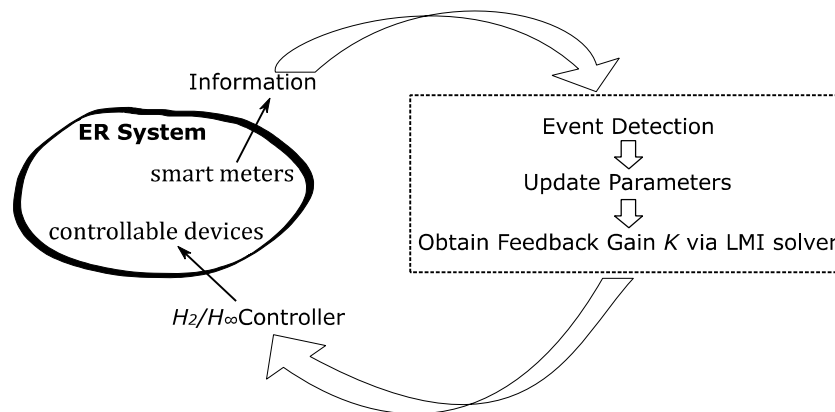 Information
ER System
smart meters
controllable devices
H2/H∞Controller
Event Detection
Update Parameters
Obtain Feedback Gain K via LMI solver